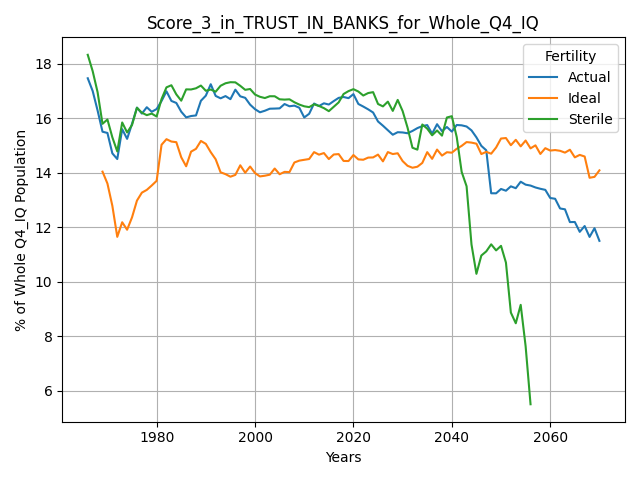 Score_3_in_TRUST_IN_BANKS_for_Whole_Q4_IQ
Fertility
Actual
Ideal
Sterile
% of Whole Q4_IQ Population
18
16
14
12
10
8
6
1980
2000
2020
2040
2060
Years